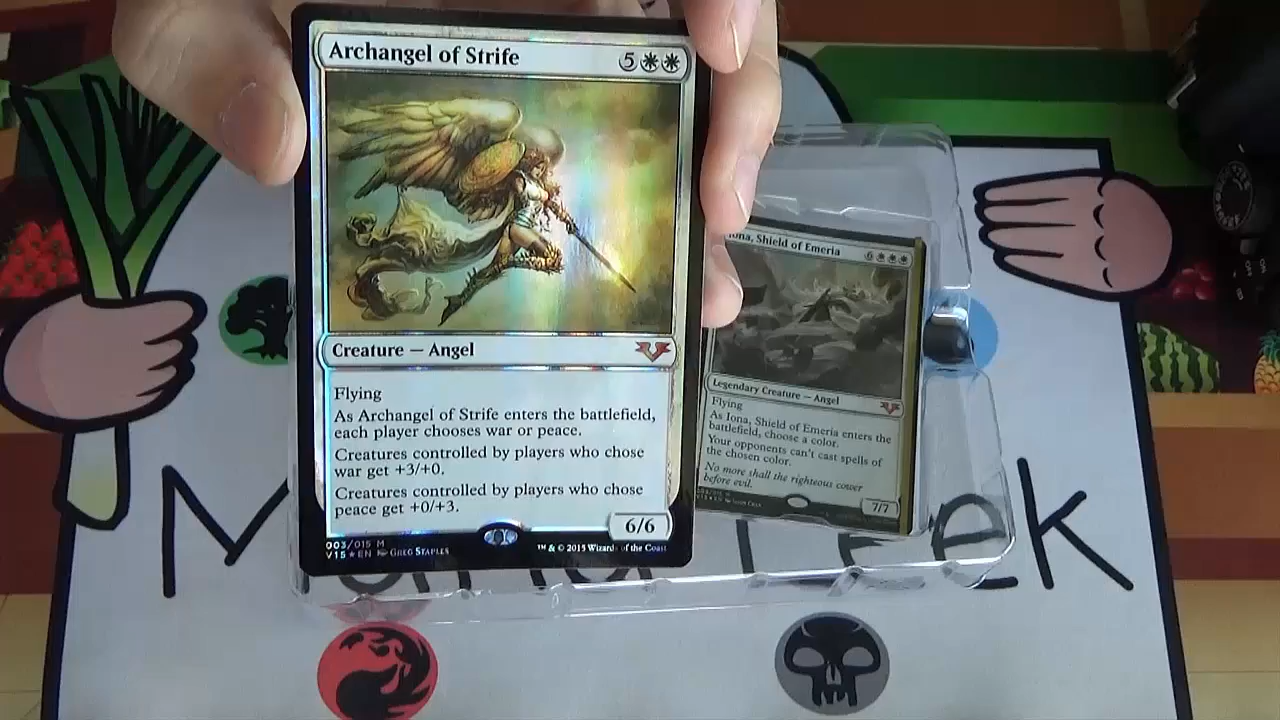 Archangel of Strife 5
Creature — Angel
Flying
As Archangel of Strife enters the battlefield,
each player chooses war or peace.
Creatures controlled by players who chose
war get +3/+0.
Creatures controlled by players who chose
peace get +0/+3.
6/6
003/015 M
V15 ★ EN Greg Staples
™ & © 2015 Wizards of the Coast
Iona, Shield of Emeria 6
Legendary Creature — Angel
Flying
As Iona, Shield of Emeria enters the
battlefield, choose a color.
Your opponents can't cast spells of
the chosen color.
No more shall the righteous cower
before evil.
7/7
Mana Leek